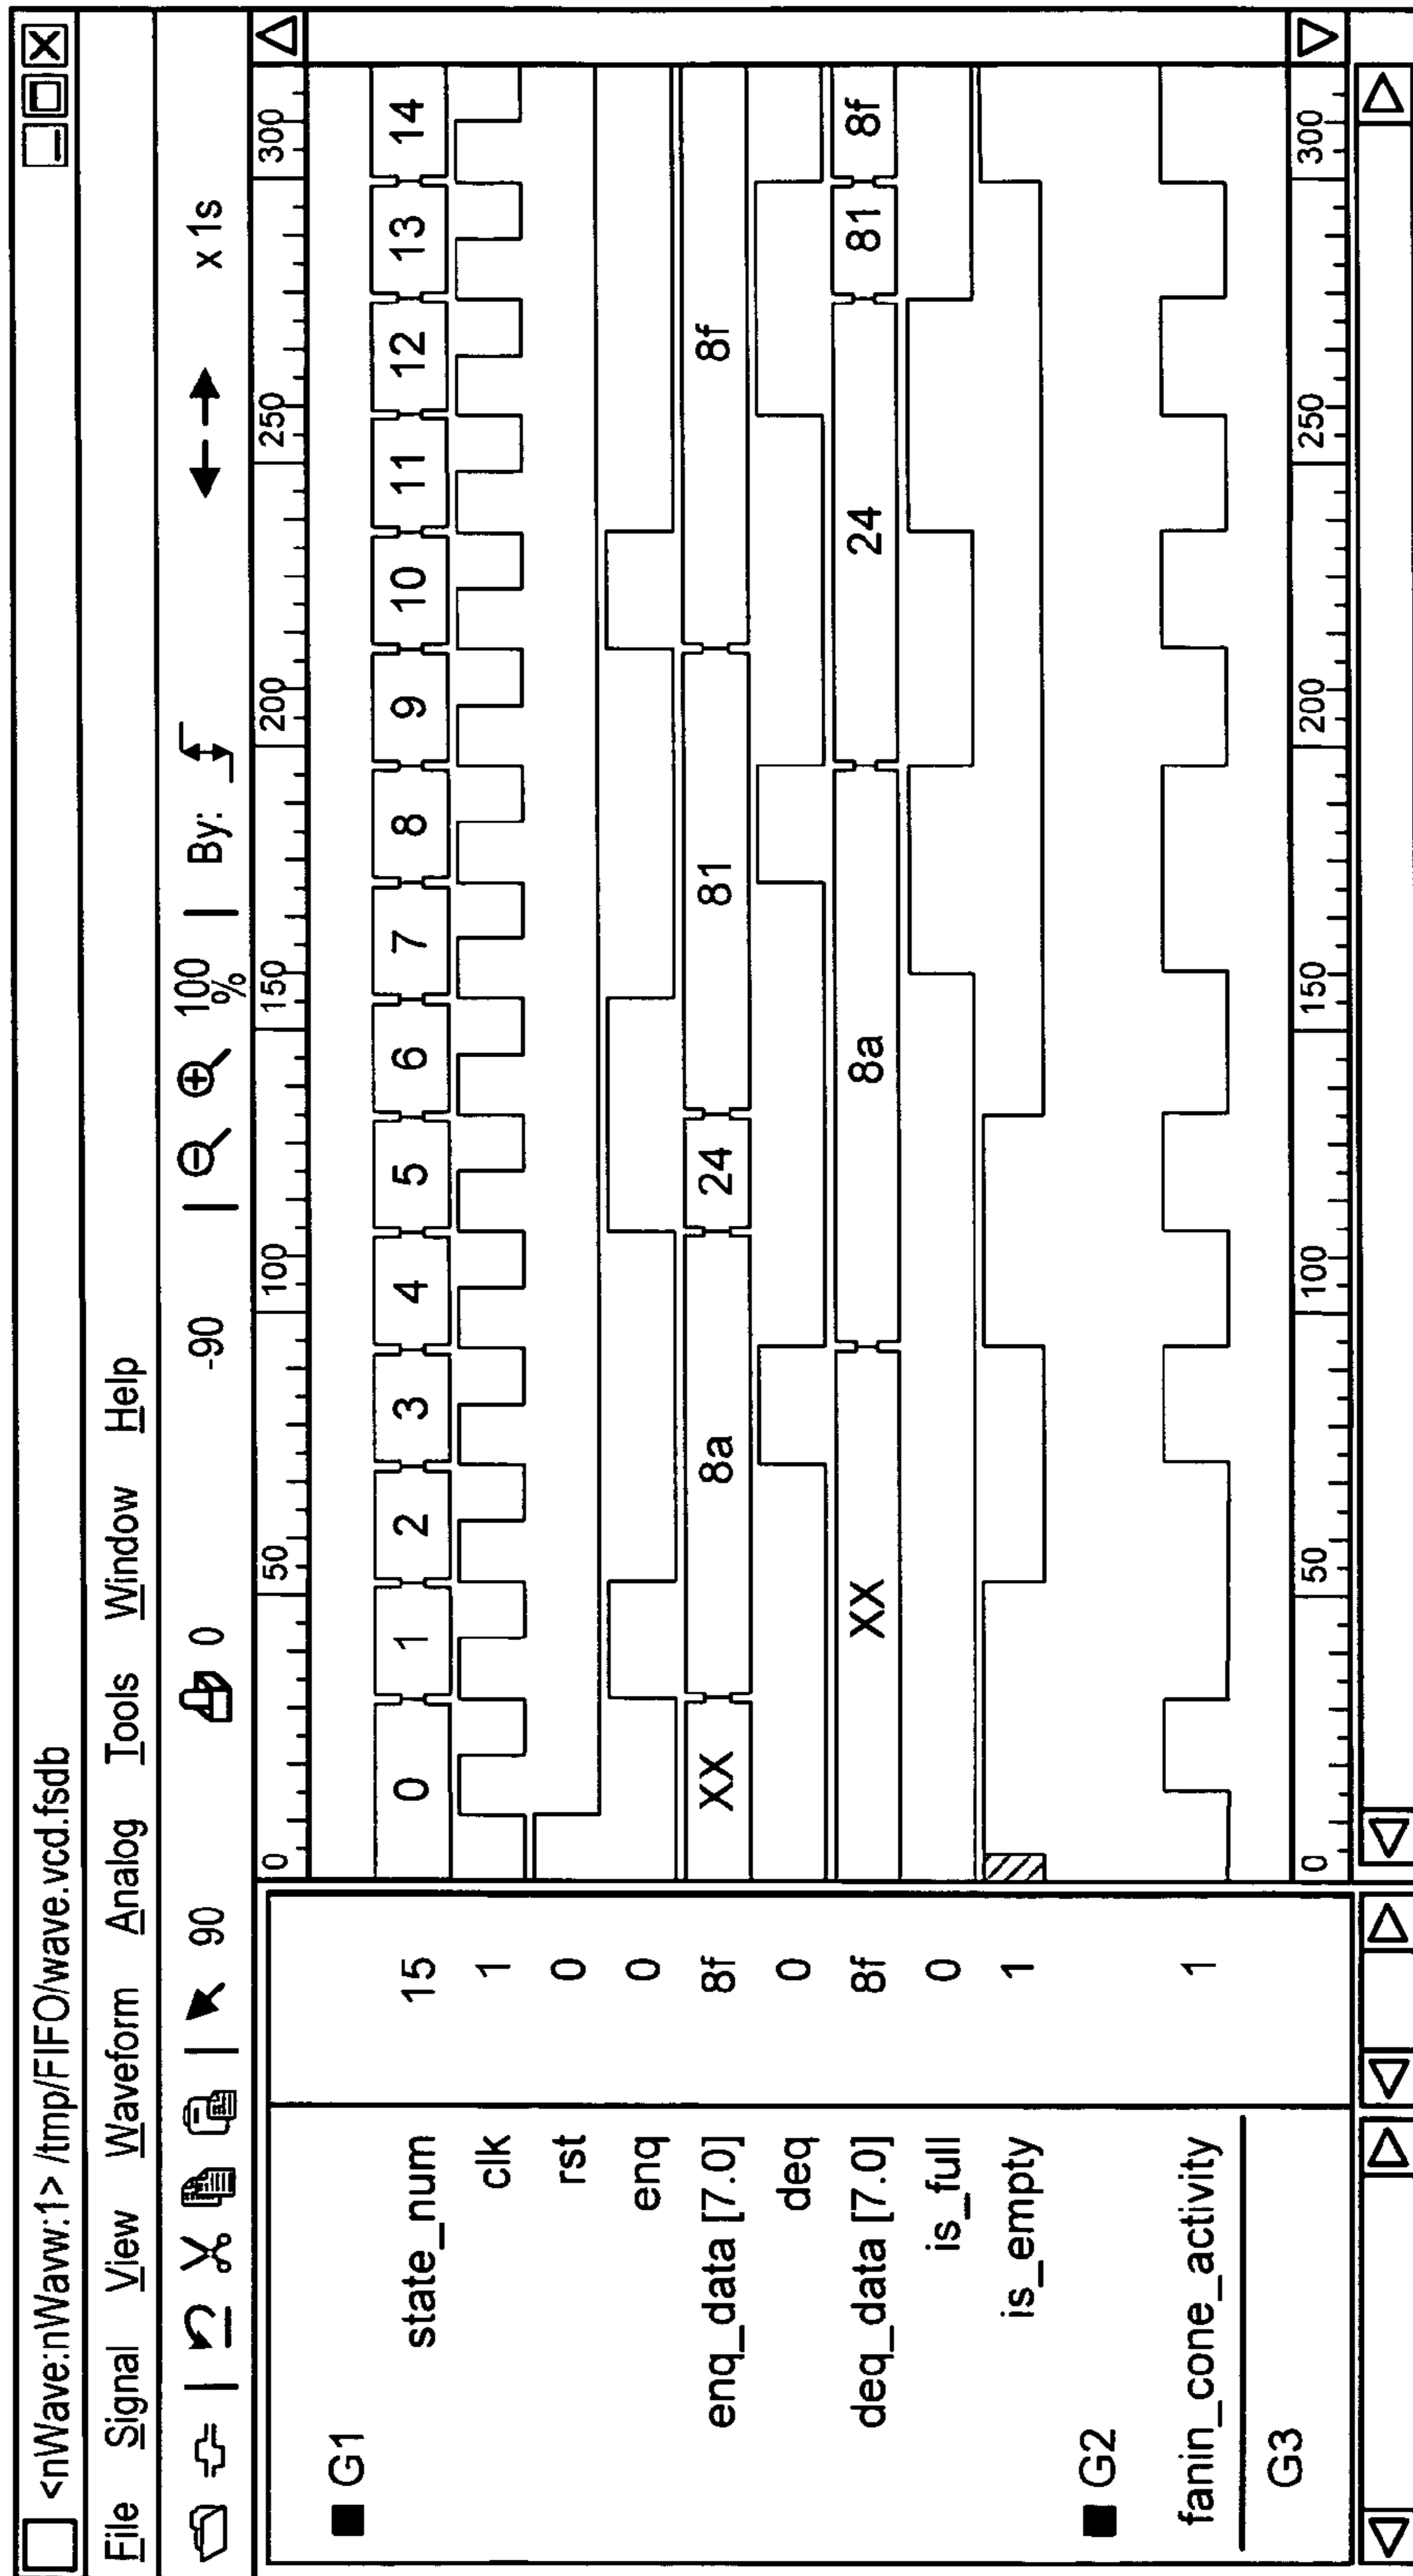 <nWave:nWavw:1> /tmp/FIFO/wave.vcd.fsdb
File Signal View Waveform Analog Tools Window Help
90 0 -90 100 % By: x 1s
0 50 100 150 200 250 300
G1
state_num 15 0 1 2 3 4 5 6 7 8 9 10 11 12 13 14
clk 1
rst 0
enq 0
enq_data [7.0] 8f XX 8a 24 81 8f
deq 0
deq_data [7.0] 8f XX 8a 24 81 8f
is_full 0
is_empty 1
G2
fanin_cone_activity 1
G3
0 50 100 150 200 250 300